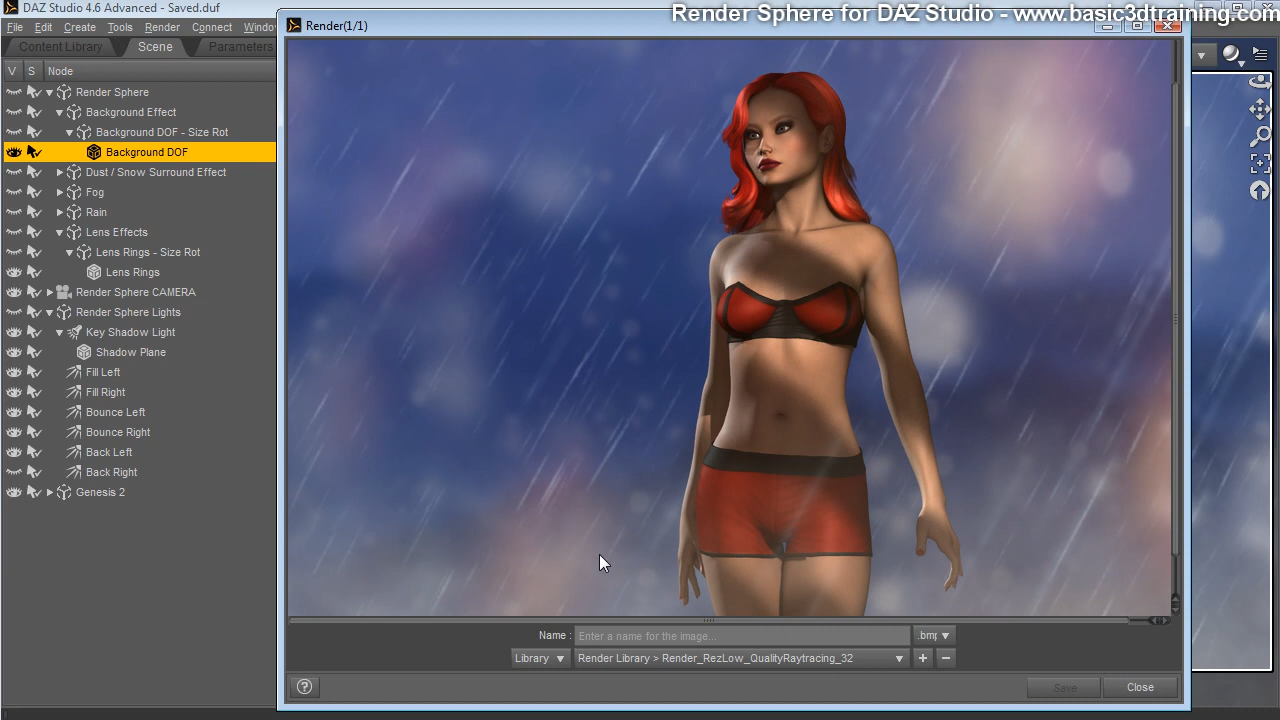 DAZ Studio 4.6 Advanced - Saved.duf
Render Sphere for DAZ Studio - www.basic3dtraining.com
File Edit Create Tools Render Connect Windo
Render(1/1)
Content Library Scene Parameters
V S Node
Render Sphere
Background Effect
Background DOF - Size Rot
Background DOF
Dust / Snow Surround Effect
Fog
Rain
Lens Effects
Lens Rings - Size Rot
Lens Rings
Render Sphere CAMERA
Render Sphere Lights
Key Shadow Light
Shadow Plane
Fill Left
Fill Right
Bounce Left
Bounce Right
Back Left
Back Right
Genesis 2
Name : Enter a name for the image... .bmp
Library Render Library > Render_RezLow_QualityRaytracing_32
? Save Close